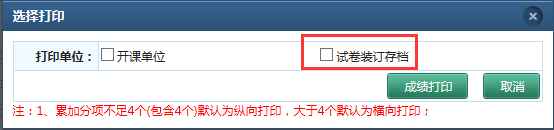 选择打印
打印单位： 开课单位 试卷装订存档
成绩打印 取消
注：1、累加分项不足4个(包含4个)默认为纵向打印，大于4个默认为横向打印；